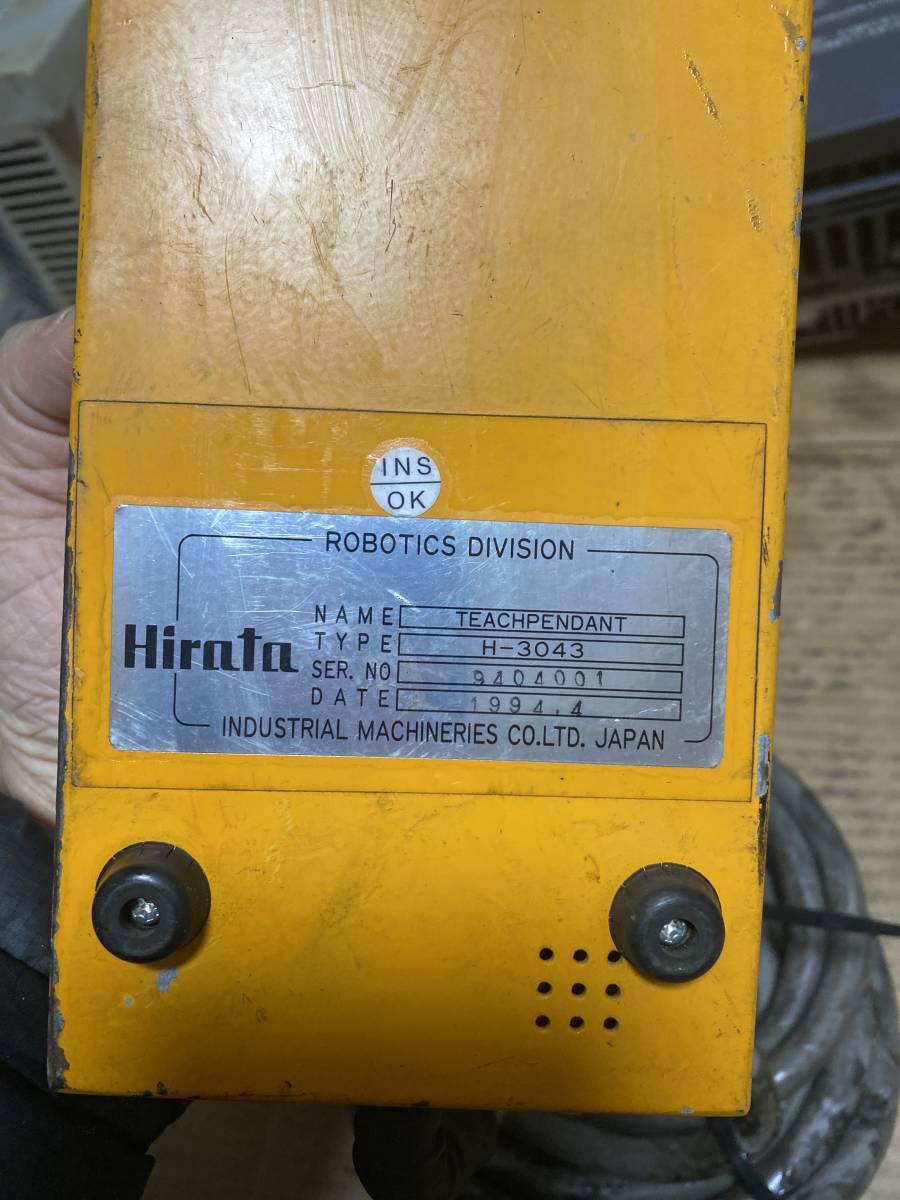 INS
OK
ROBOTICS DIVISION
Hirata
NAME TEACHPENDANT
TYPE H-3043
SER. NO 9404001
DATE 1994.4
INDUSTRIAL MACHINERIES CO.LTD. JAPAN